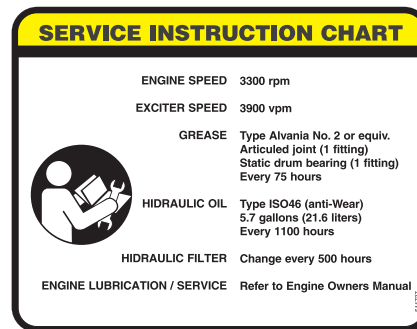 SERVICE INSTRUCTION CHART
ENGINE SPEED 3300 rpm
EXCITER SPEED 3900 vpm
GREASE Type Alvania No. 2 or equiv.
Articuled joint (1 fitting)
Static drum bearing (1 fitting)
Every 75 hours
HIDRAULIC OIL Type ISO46 (anti-Wear)
5.7 gallons (21.6 liters)
Every 1100 hours
HIDRAULIC FILTER Change every 500 hours
ENGINE LUBRICATION / SERVICE Refer to Engine Owners Manual